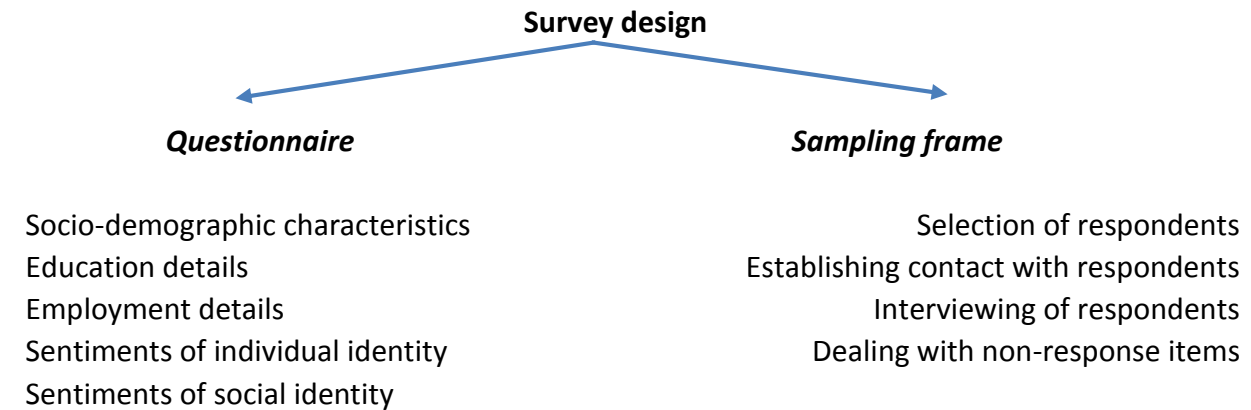 Survey design
Questionnaire
Sampling frame
Socio-demographic characteristics
Education details
Employment details
Sentiments of individual identity
Sentiments of social identity
Selection of respondents
Establishing contact with respondents
Interviewing of respondents
Dealing with non-response items